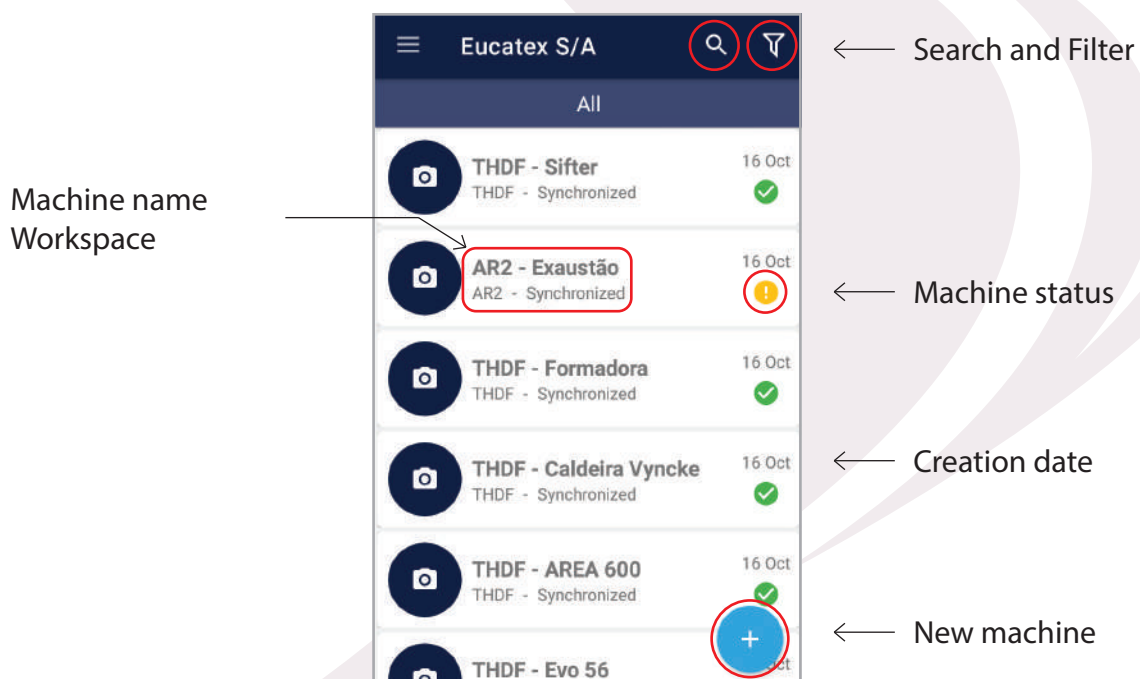 Eucatex S/A
Search and Filter
All
THDF - Sifter
16 Oct
THDF - Synchronized
Machine name
Workspace
AR2 - Exaustão
16 Oct
AR2 - Synchronized
Machine status
THDF - Formadora
16 Oct
THDF - Synchronized
THDF - Caldeira Vyncke
16 Oct
THDF - Synchronized
Creation date
THDF - AREA 600
16 Oct
THDF - Synchronized
New machine
THDF - Evo 56